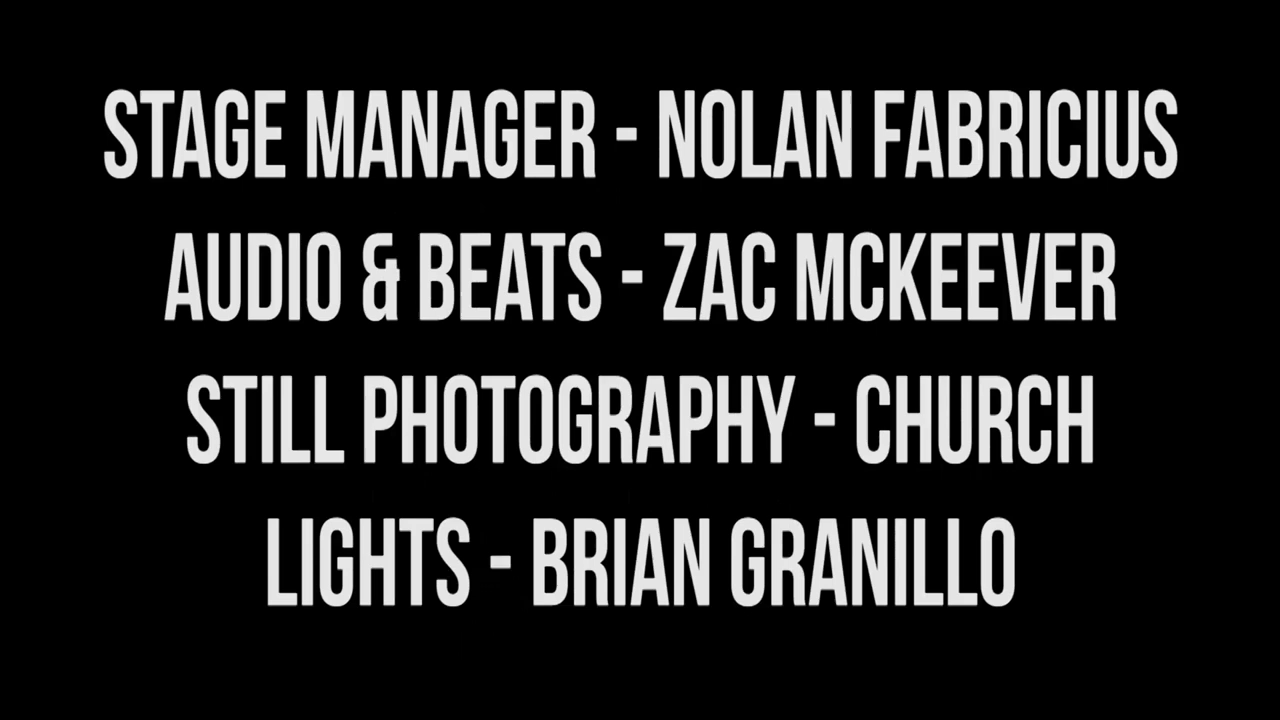 STAGE MANAGER - NOLAN FABRICIUS
AUDIO & BEATS - ZAC MCKEEVER
STILL PHOTOGRAPHY - CHURCH
LIGHTS - BRIAN GRANILLO